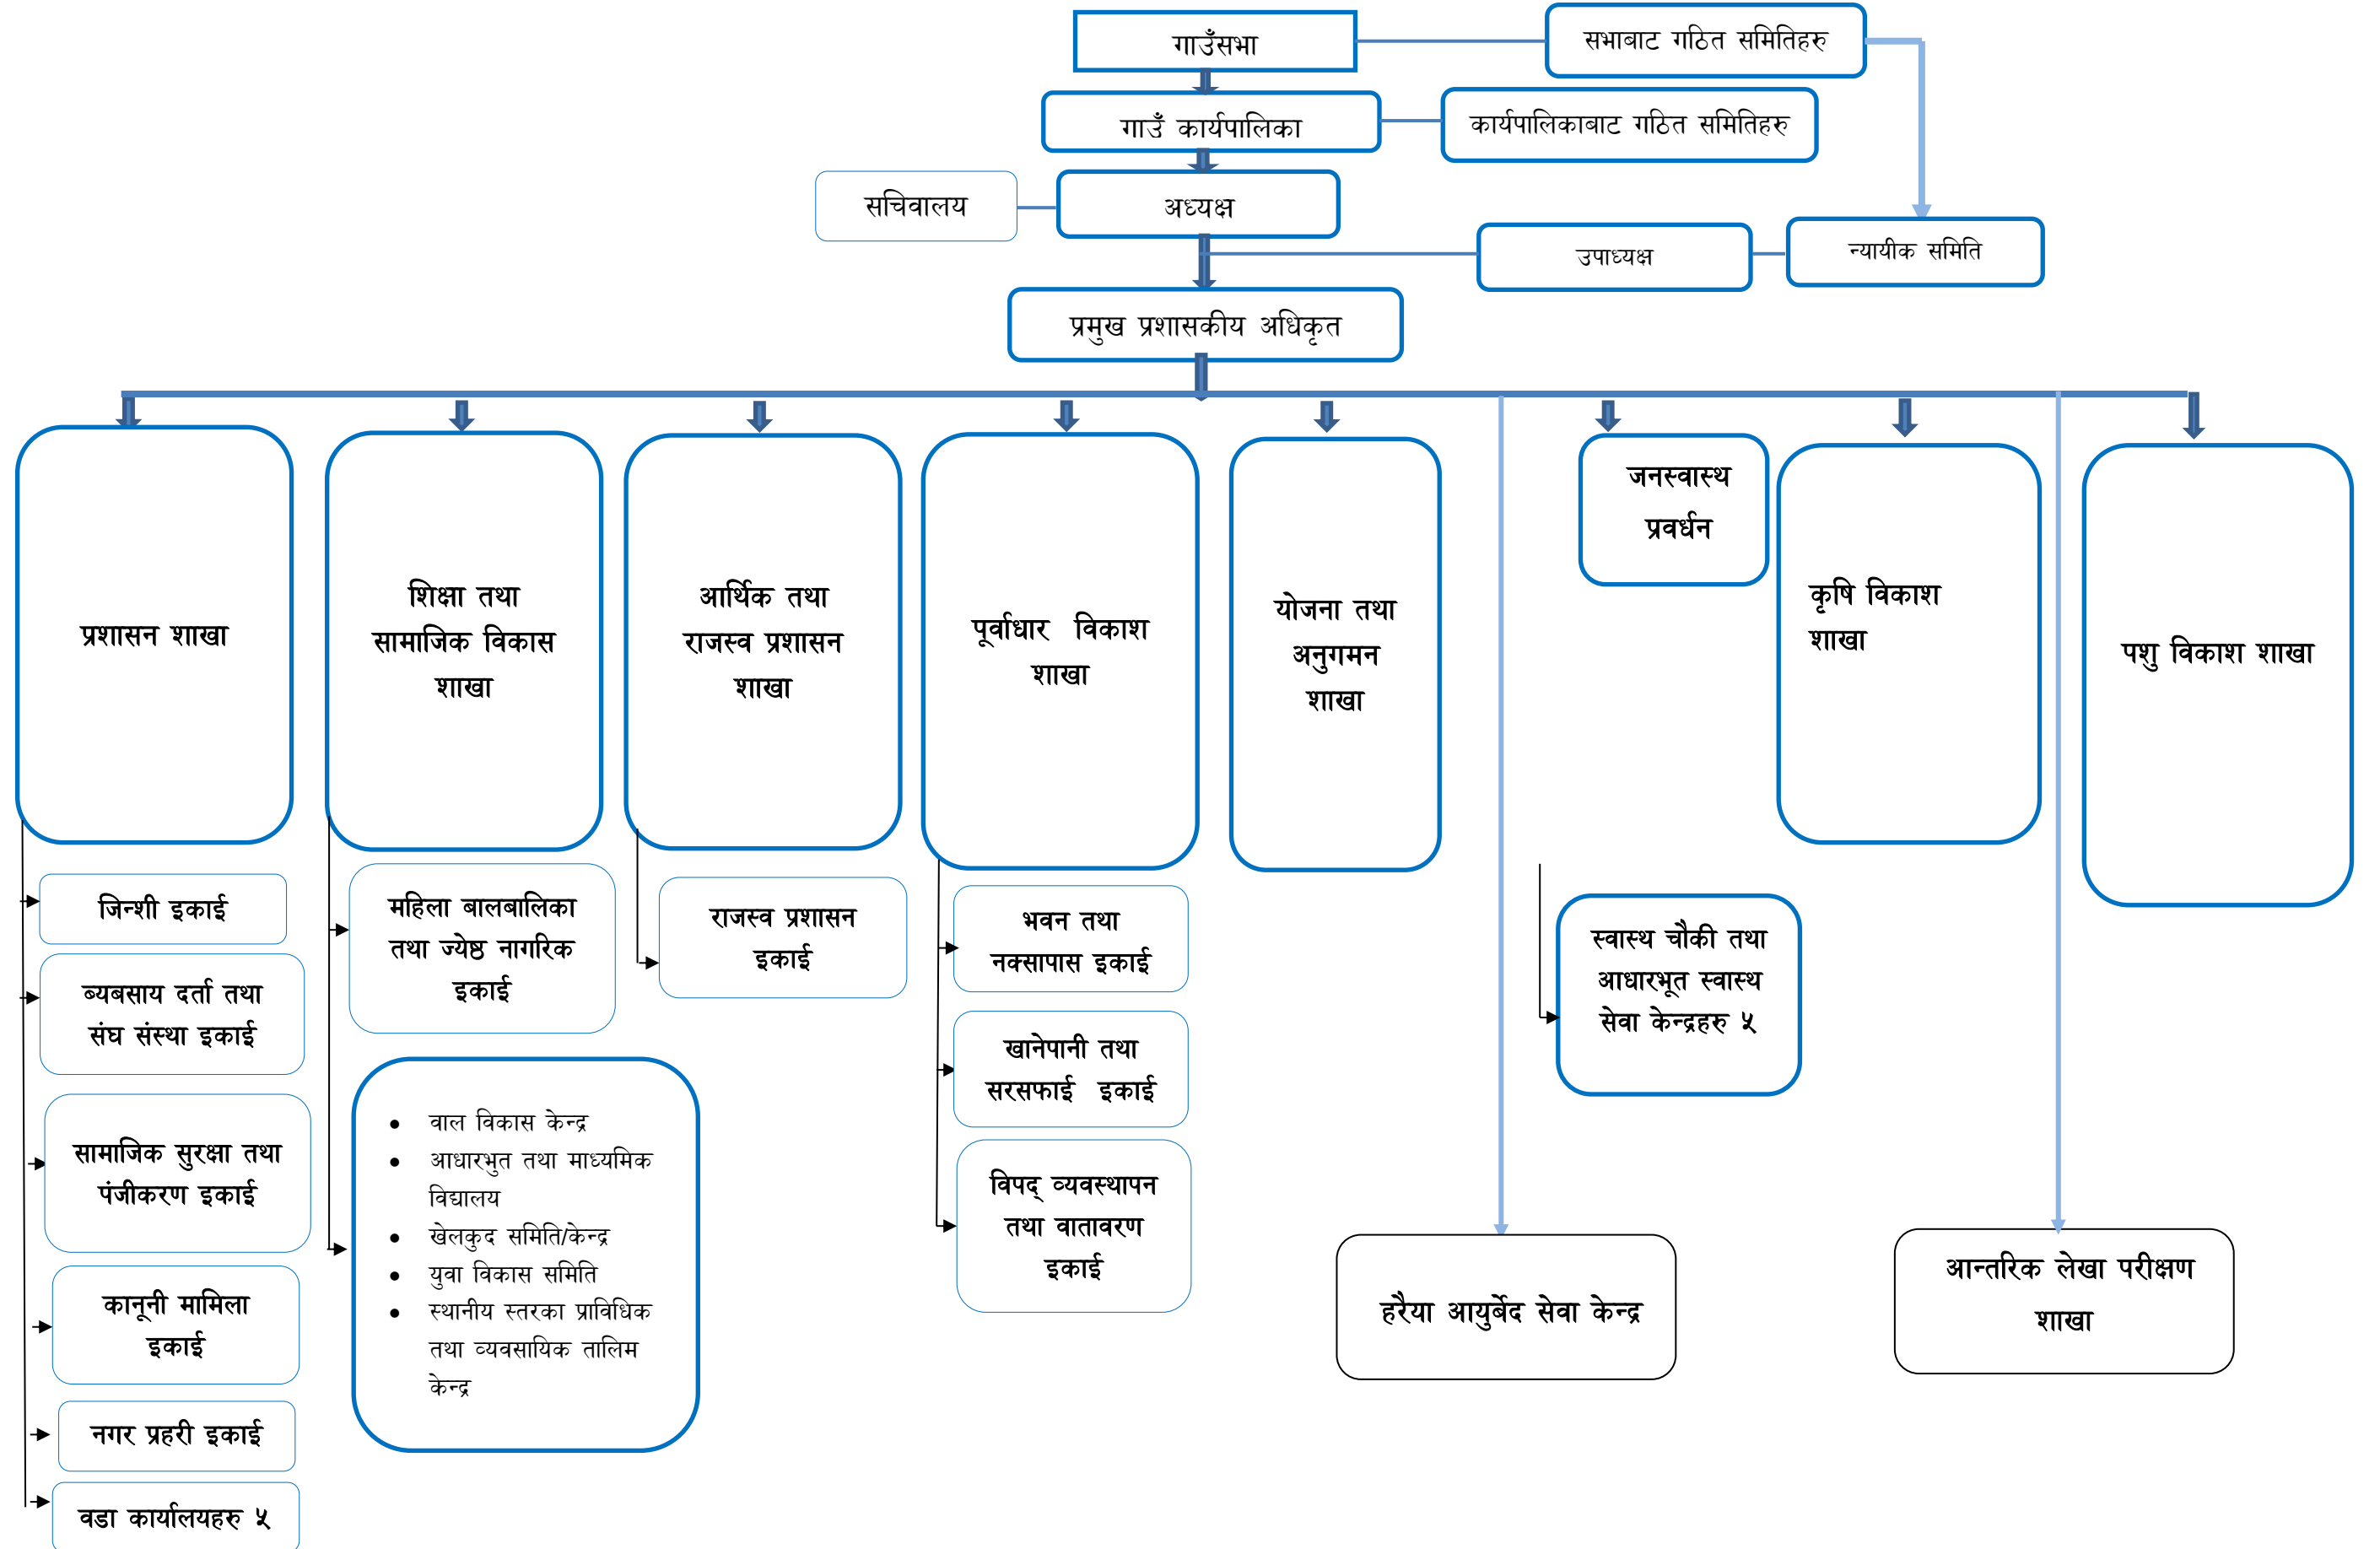 गाउँसभा
सभाबाट गठित समितिहरु
गाउँ कार्यपालिका
कार्यपालिकाबाट गठित समितिहरु
सचिवालय
अध्यक्ष
उपाध्यक्ष
न्यायीक समिति
प्रमुख प्रशासकीय अधिकृत
प्रशासन शाखा
शिक्षा तथा
सामाजिक विकास
शाखा
आर्थिक तथा
राजस्व प्रशासन
शाखा
पूर्वाधार विकाश
शाखा
योजना तथा
अनुगमन
शाखा
जनस्वास्थ
प्रवर्धन
कृषि विकाश
शाखा
पशु विकाश शाखा
जिन्शी इकाई
ब्यबसाय दर्ता तथा
संघ संस्था इकाई
सामाजिक सुरक्षा तथा
पंजीकरण इकाई
कानूनी मामिला
इकाई
नगर प्रहरी इकाई
वडा कार्यालयहरु ५
महिला बालबालिका
तथा ज्येष्ठ नागरिक
इकाई
• वाल विकास केन्द्र
• आधारभुत तथा माध्यमिक
विद्यालय
• खेलकुद समिति/केन्द्र
• युवा विकास समिति
• स्थानीय स्तरका प्राविधिक
तथा व्यवसायिक तालिम
केन्द्र
राजस्व प्रशासन
इकाई
भवन तथा
नक्सापास इकाई
खानेपानी तथा
सरसफाई इकाई
विपद् व्यवस्थापन
तथा वातावरण
इकाई
स्वास्थ चौकी तथा
आधारभूत स्वास्थ
सेवा केन्द्रहरु ५
हरैया आयुर्बेद सेवा केन्द्र
आन्तरिक लेखा परीक्षण
शाखा